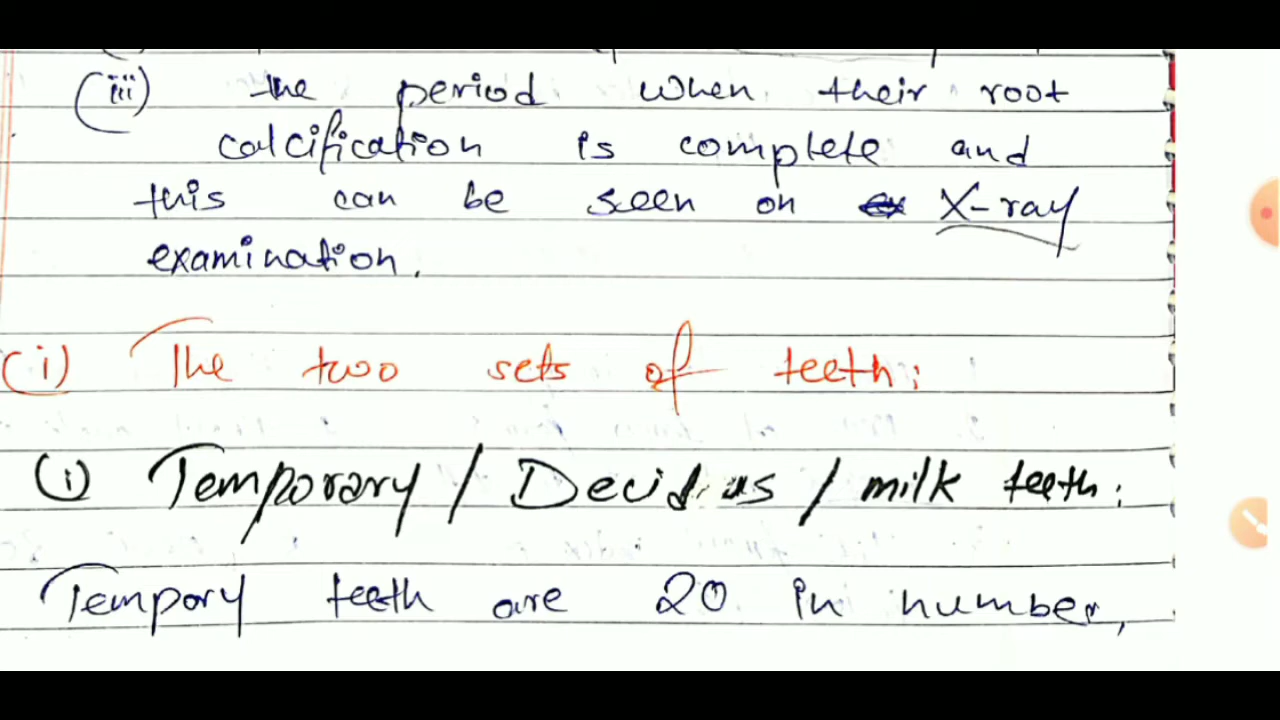 (iii) the period when their root
calcification is complete and
this can be seen on X-ray
examination.
(i) The two sets of teeth:
(i) Temporary / Decidus / milk teeth:
Tempory teeth are 20 in number,